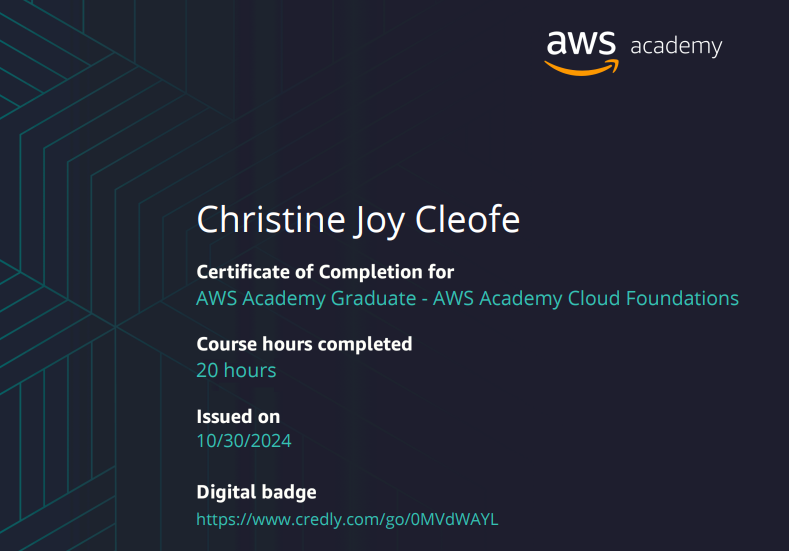 aws academy
Christine Joy Cleofe
Certificate of Completion for
AWS Academy Graduate - AWS Academy Cloud Foundations
Course hours completed
20 hours
Issued on
10/30/2024
Digital badge
https://www.credly.com/go/0MVdWAYL